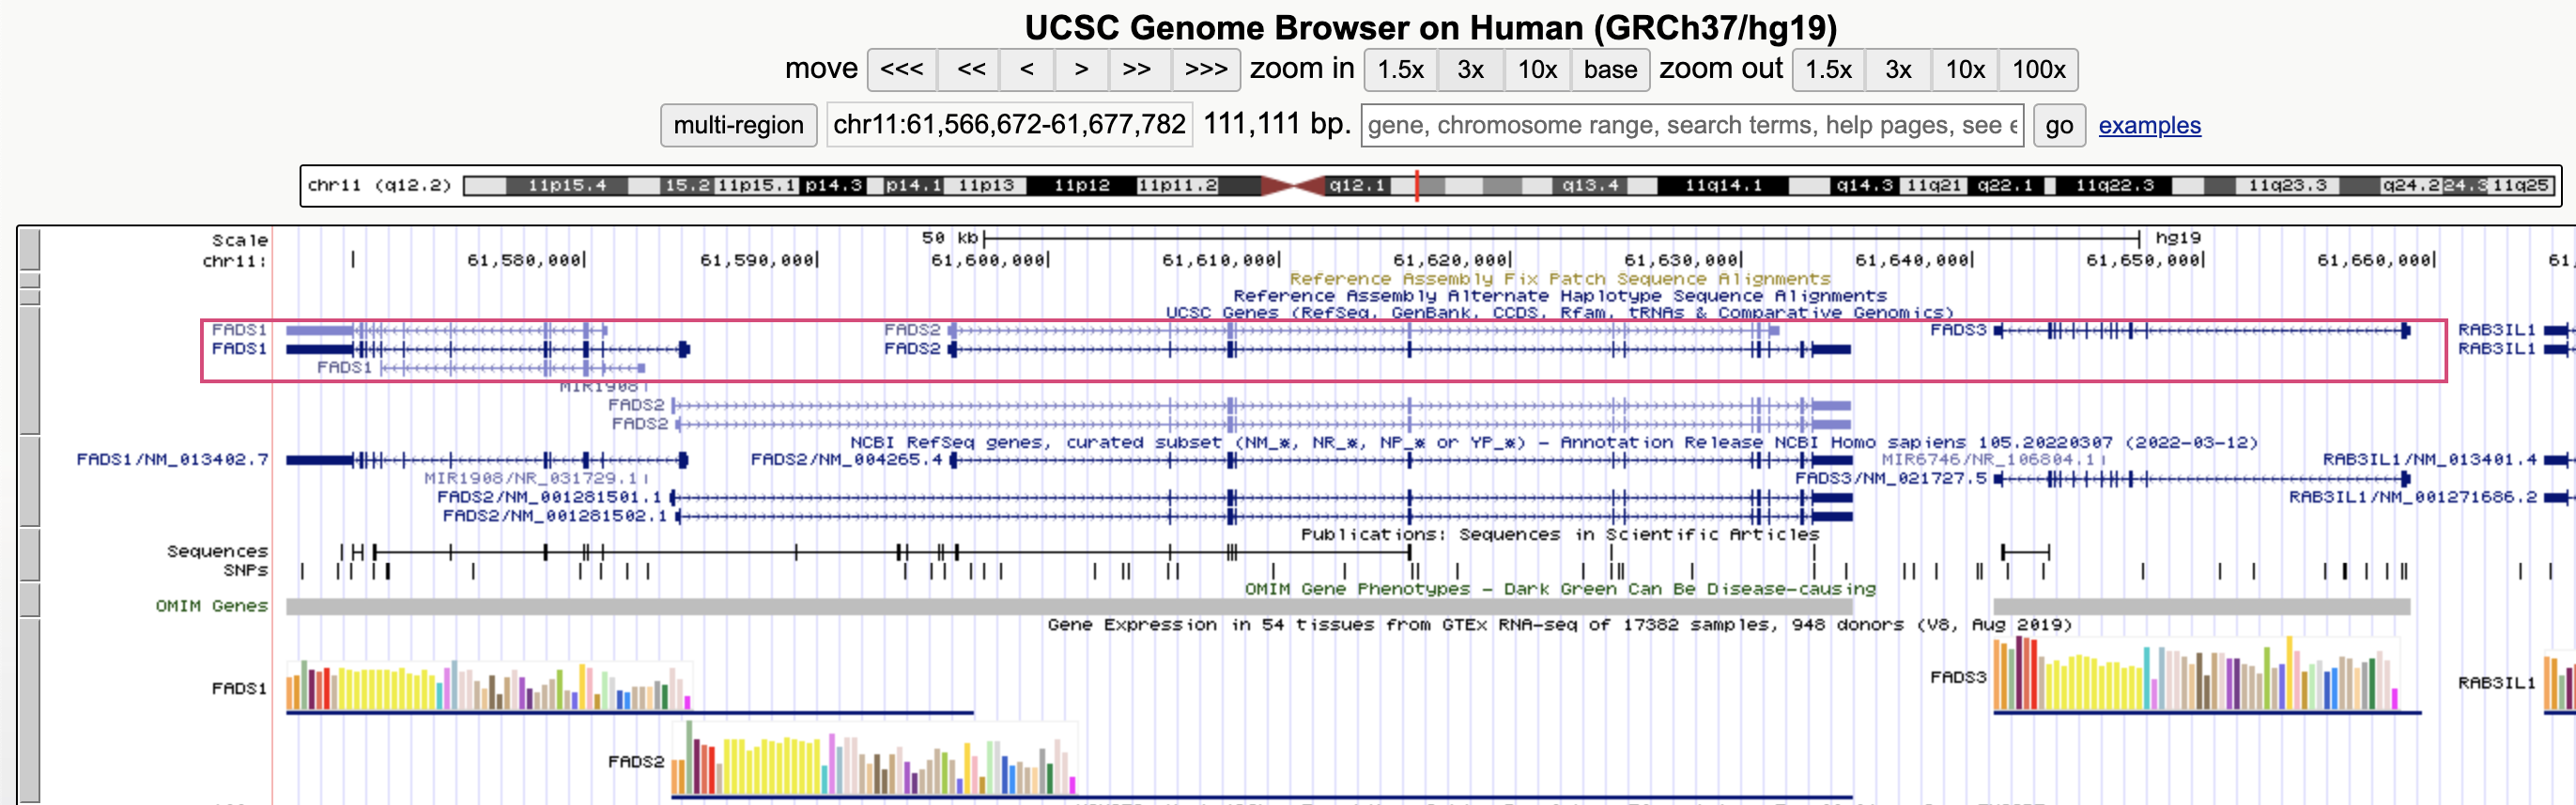 UCSC Genome Browser on Human (GRCh37/hg19)
move <<< << < > >> >>> zoom in 1.5x 3x 10x base zoom out 1.5x 3x 10x 100x
multi-region chr11:61,566,672-61,677,782 111,111 bp. gene, chromosome range, search terms, help pages, see e go examples
chr11 (q12.2) 11p15.4 15.2 11p15.1 p14.3 p14.1 11p13 11p12 11p11.2 q12.1 q13.4 11q14.1 q14.3 11q21 q22.1 11q22.3 11q23.3 q24.2 24.3 11q25
Scale 50 kb hg19
chr11: 61,580,000 61,590,000 61,600,000 61,610,000 61,620,000 61,630,000 61,640,000 61,650,000 61,660,000 61,
Reference Assembly Fix Patch Sequence Alignments
Reference Assembly Alternate Haplotype Sequence Alignments
UCSC Genes (RefSeq, GenBank, CCDS, Rfam, tRNAs & Comparative Genomics)
FADS1 FADS2 FADS3 RAB3IL1
FADS1 FADS2 RAB3IL1
FADS1
MIR1908
FADS2
FADS2
NCBI RefSeq genes, curated subset (NM_*, NR_*, NP_* or YP_*) - Annotation Release NCBI Homo sapiens 105.20220307 (2022-03-12)
FADS1/NM_013402.7 FADS2/NM_004265.4 MIR6746/NR_106804.1 RAB3IL1/NM_013401.4
MIR1908/NR_031729.1 FADS3/NM_021727.5
FADS2/NM_001281501.1 RAB3IL1/NM_001271686.2
FADS2/NM_001281502.1
Publications: Sequences in Scientific Articles
Sequences
SNPs
OMIM Gene Phenotypes - Dark Green Can Be Disease-causing
OMIM Genes
Gene Expression in 54 tissues from GTEx RNA-seq of 17382 samples, 948 donors (V8, Aug 2019)
FADS1 FADS3 RAB3IL1
FADS2